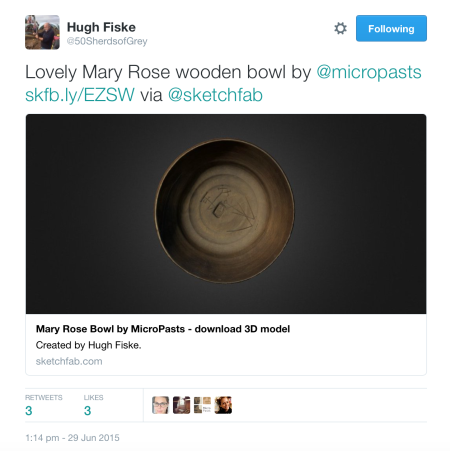 Hugh Fiske
@50SherdsofGrey
Following
Lovely Mary Rose wooden bowl by @micropasts
skfb.ly/EZSW via @sketchfab
Mary Rose Bowl by MicroPasts - download 3D model
Created by Hugh Fiske.
sketchfab.com
RETWEETS
3
LIKES
3
1:14 pm - 29 Jun 2015